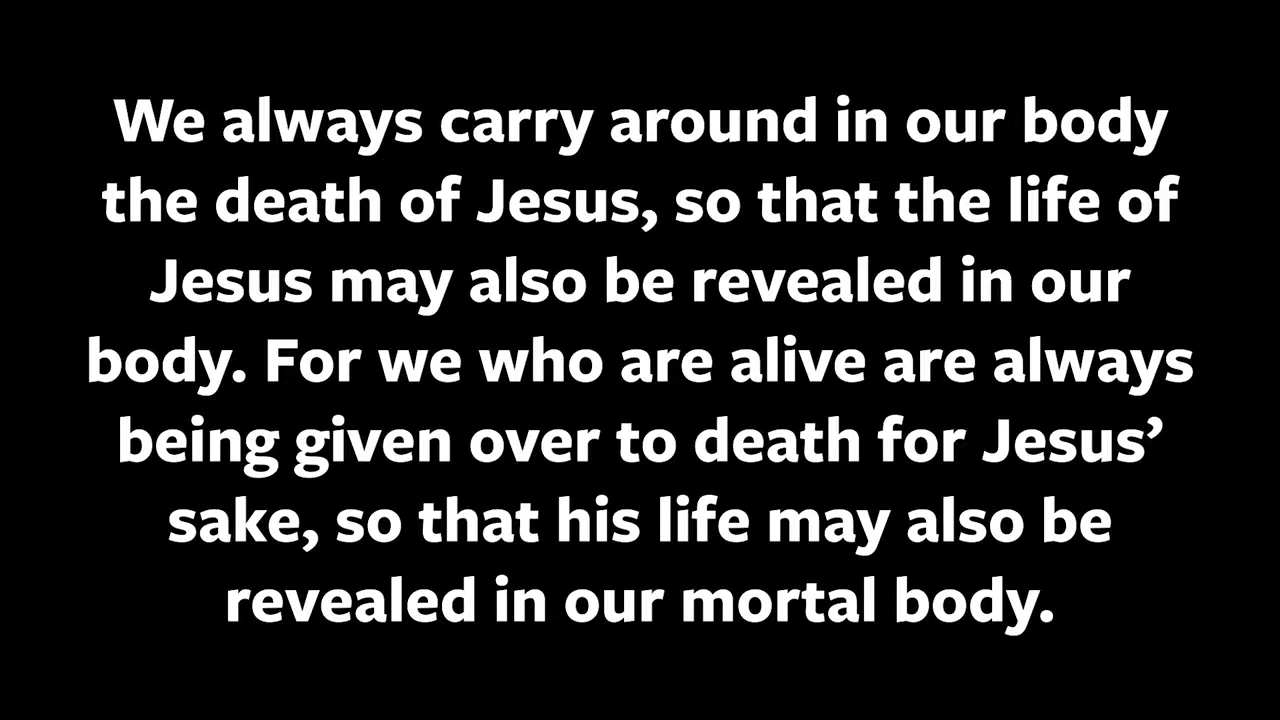 We always carry around in our body
the death of Jesus, so that the life of
Jesus may also be revealed in our
body. For we who are alive are always
being given over to death for Jesus’
sake, so that his life may also be
revealed in our mortal body.